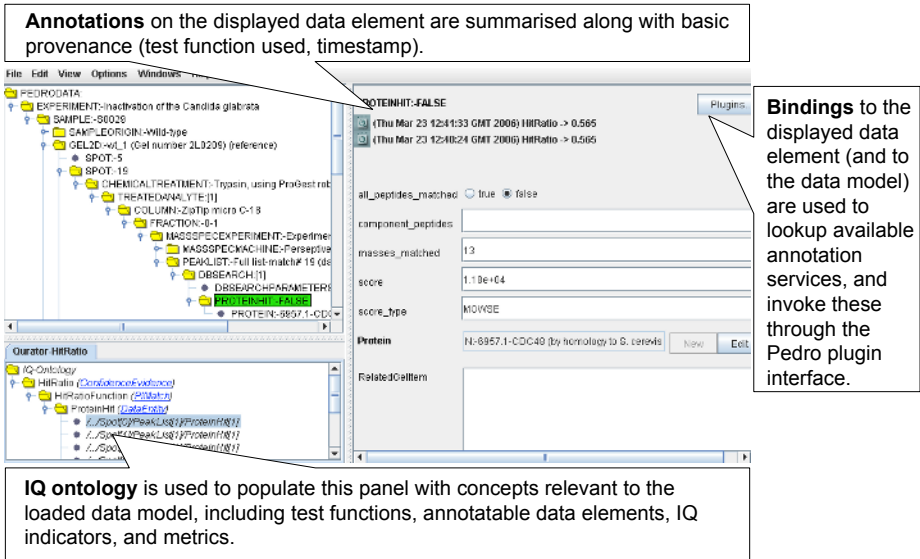 Annotations on the displayed data element are summarised along with basic
provenance (test function used, timestamp).
File Edit View Options Windows
PEDRODATA:
EXPERIMENT:-Inactivation of the Candida glabrata
SAMPLE:-S0029
SAMPLEORIGIN:-Wild-type
GEL2D:-wt_1 (Gel number 2L0209) (reference)
SPOT:-5
SPOT:-19
CHEMICALTREATMENT:-Trypsin, using ProGest rob
TREATEDANALYTE:[1]
COLUMN:-ZipTip micro C-18
FRACTION:-0-1
MASSSPECEXPERIMENT:-Experimen
MASSSPECMACHINE:-Perseptive
PEAKLIST:-Full list-match# 19 (da
DBSEARCH:[1]
DBSEARCHPARAMETERS
PROTEINHIT:-FALSE
PROTEIN:-6957.1-CDC
PROTEINHIT:-FALSE
Plugins
(Thu Mar 23 12:41:33 GMT 2006) HitRatio -> 0.565
(Thu Mar 23 12:40:24 GMT 2006) HitRatio -> 0.565
all_peptides_matched true false
component_peptides
masses_matched 13
score 1.18e+04
score_type MOWSE
Protein N:-6957.1-CDC48 (by homology to S. cerevis New Edit
RelatedGelItem
Qurator-HitRatio
IQ-Ontology
HitRatio (ConfidenceEvidence)
HitRatioFunction (PIMatch)
ProteinHit (DataEntity)
/../Spot[0]/PeakList[1]/ProteinHit[1]
Bindings to the
displayed data
element (and to
the data model)
are used to
lookup available
annotation
services, and
invoke these
through the
Pedro plugin
interface.
IQ ontology is used to populate this panel with concepts relevant to the
loaded data model, including test functions, annotatable data elements, IQ
indicators, and metrics.